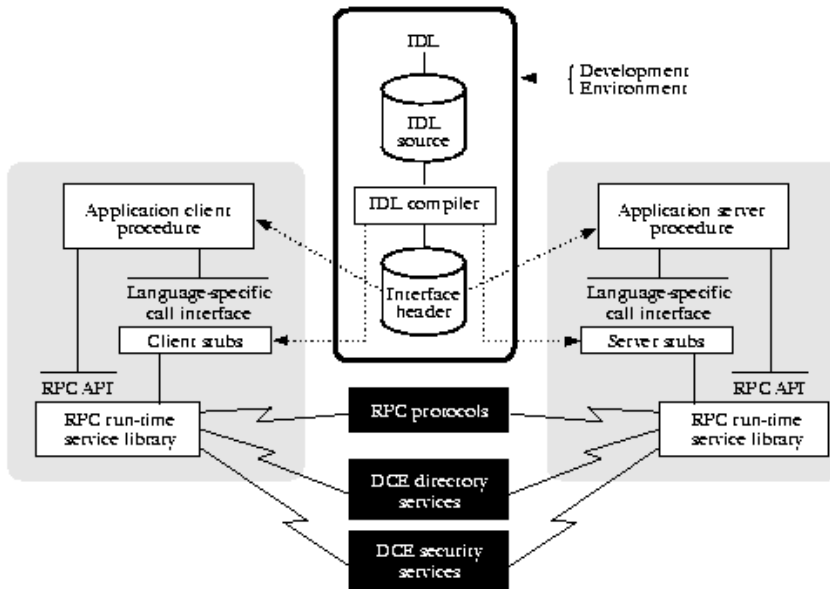 IDL
IDL
source
Development
Environment
IDL compiler
Interface
header
Application client
procedure
Language-specific
call interface
Client stubs
RPC API
RPC run-time
service library
Application server
procedure
Language-specific
call interface
Server stubs
RPC API
RPC run-time
service library
RPC protocols
DCE directory
services
DCE security
services